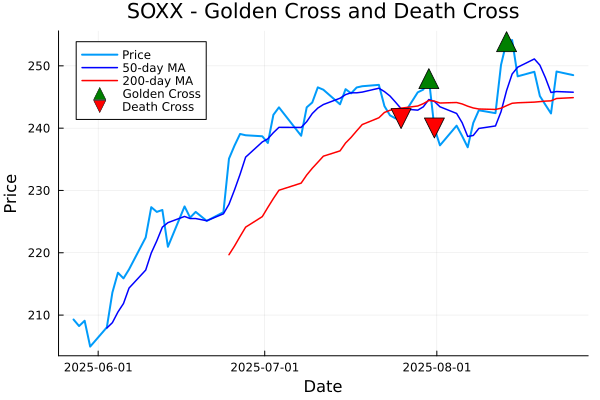 SOXX - Golden Cross and Death Cross
Price
50-day MA
200-day MA
Golden Cross
Death Cross
250
240
230
220
210
Price
2025-06-01
2025-07-01
2025-08-01
Date